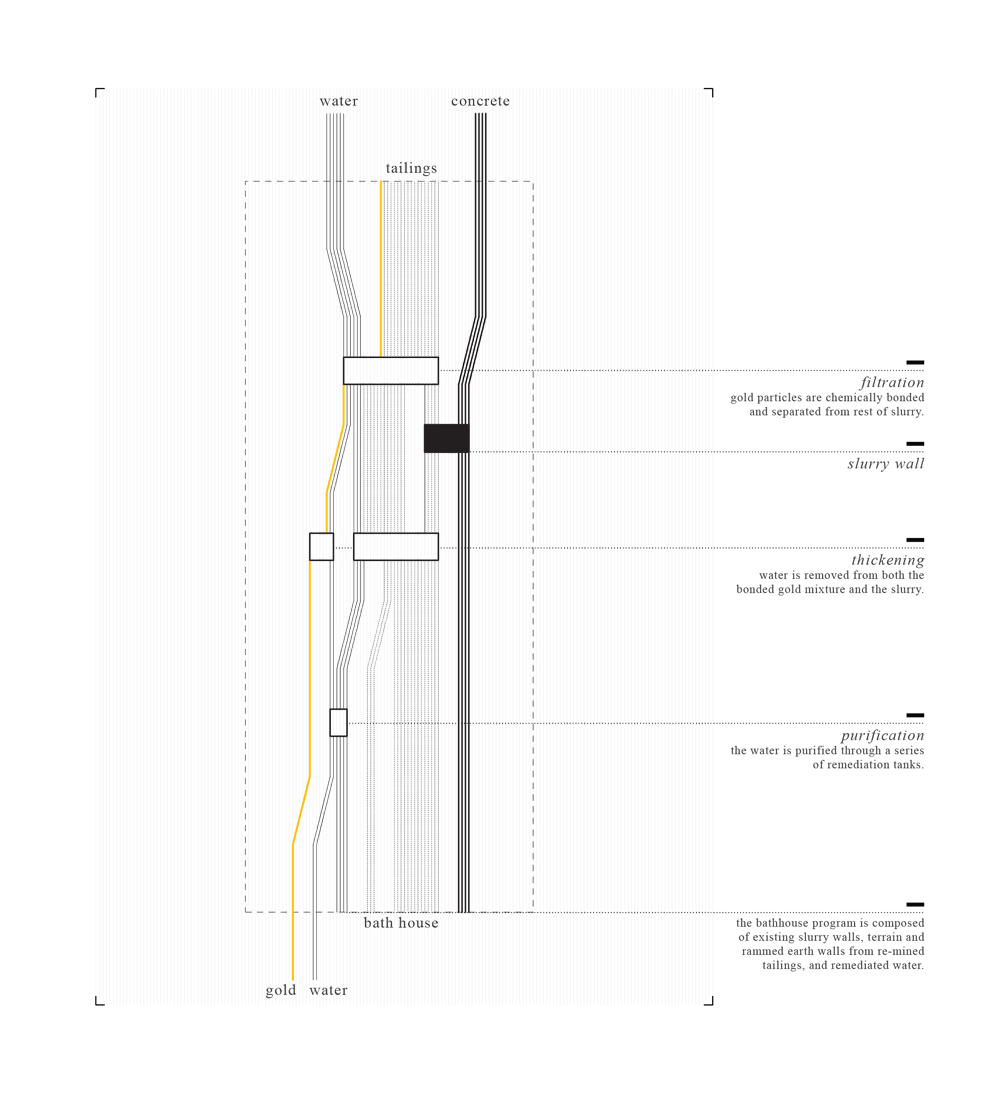 water
concrete
tailings
filtration
gold particles are chemically bonded
and separated from rest of slurry.
slurry wall
thickening
water is removed from both the
bonded gold mixture and the slurry.
purification
the water is purified through a series
of remediation tanks.
bath house
the bathhouse program is composed
of existing slurry walls, terrain and
rammed earth walls from re-mined
tailings, and remediated water.
gold
water